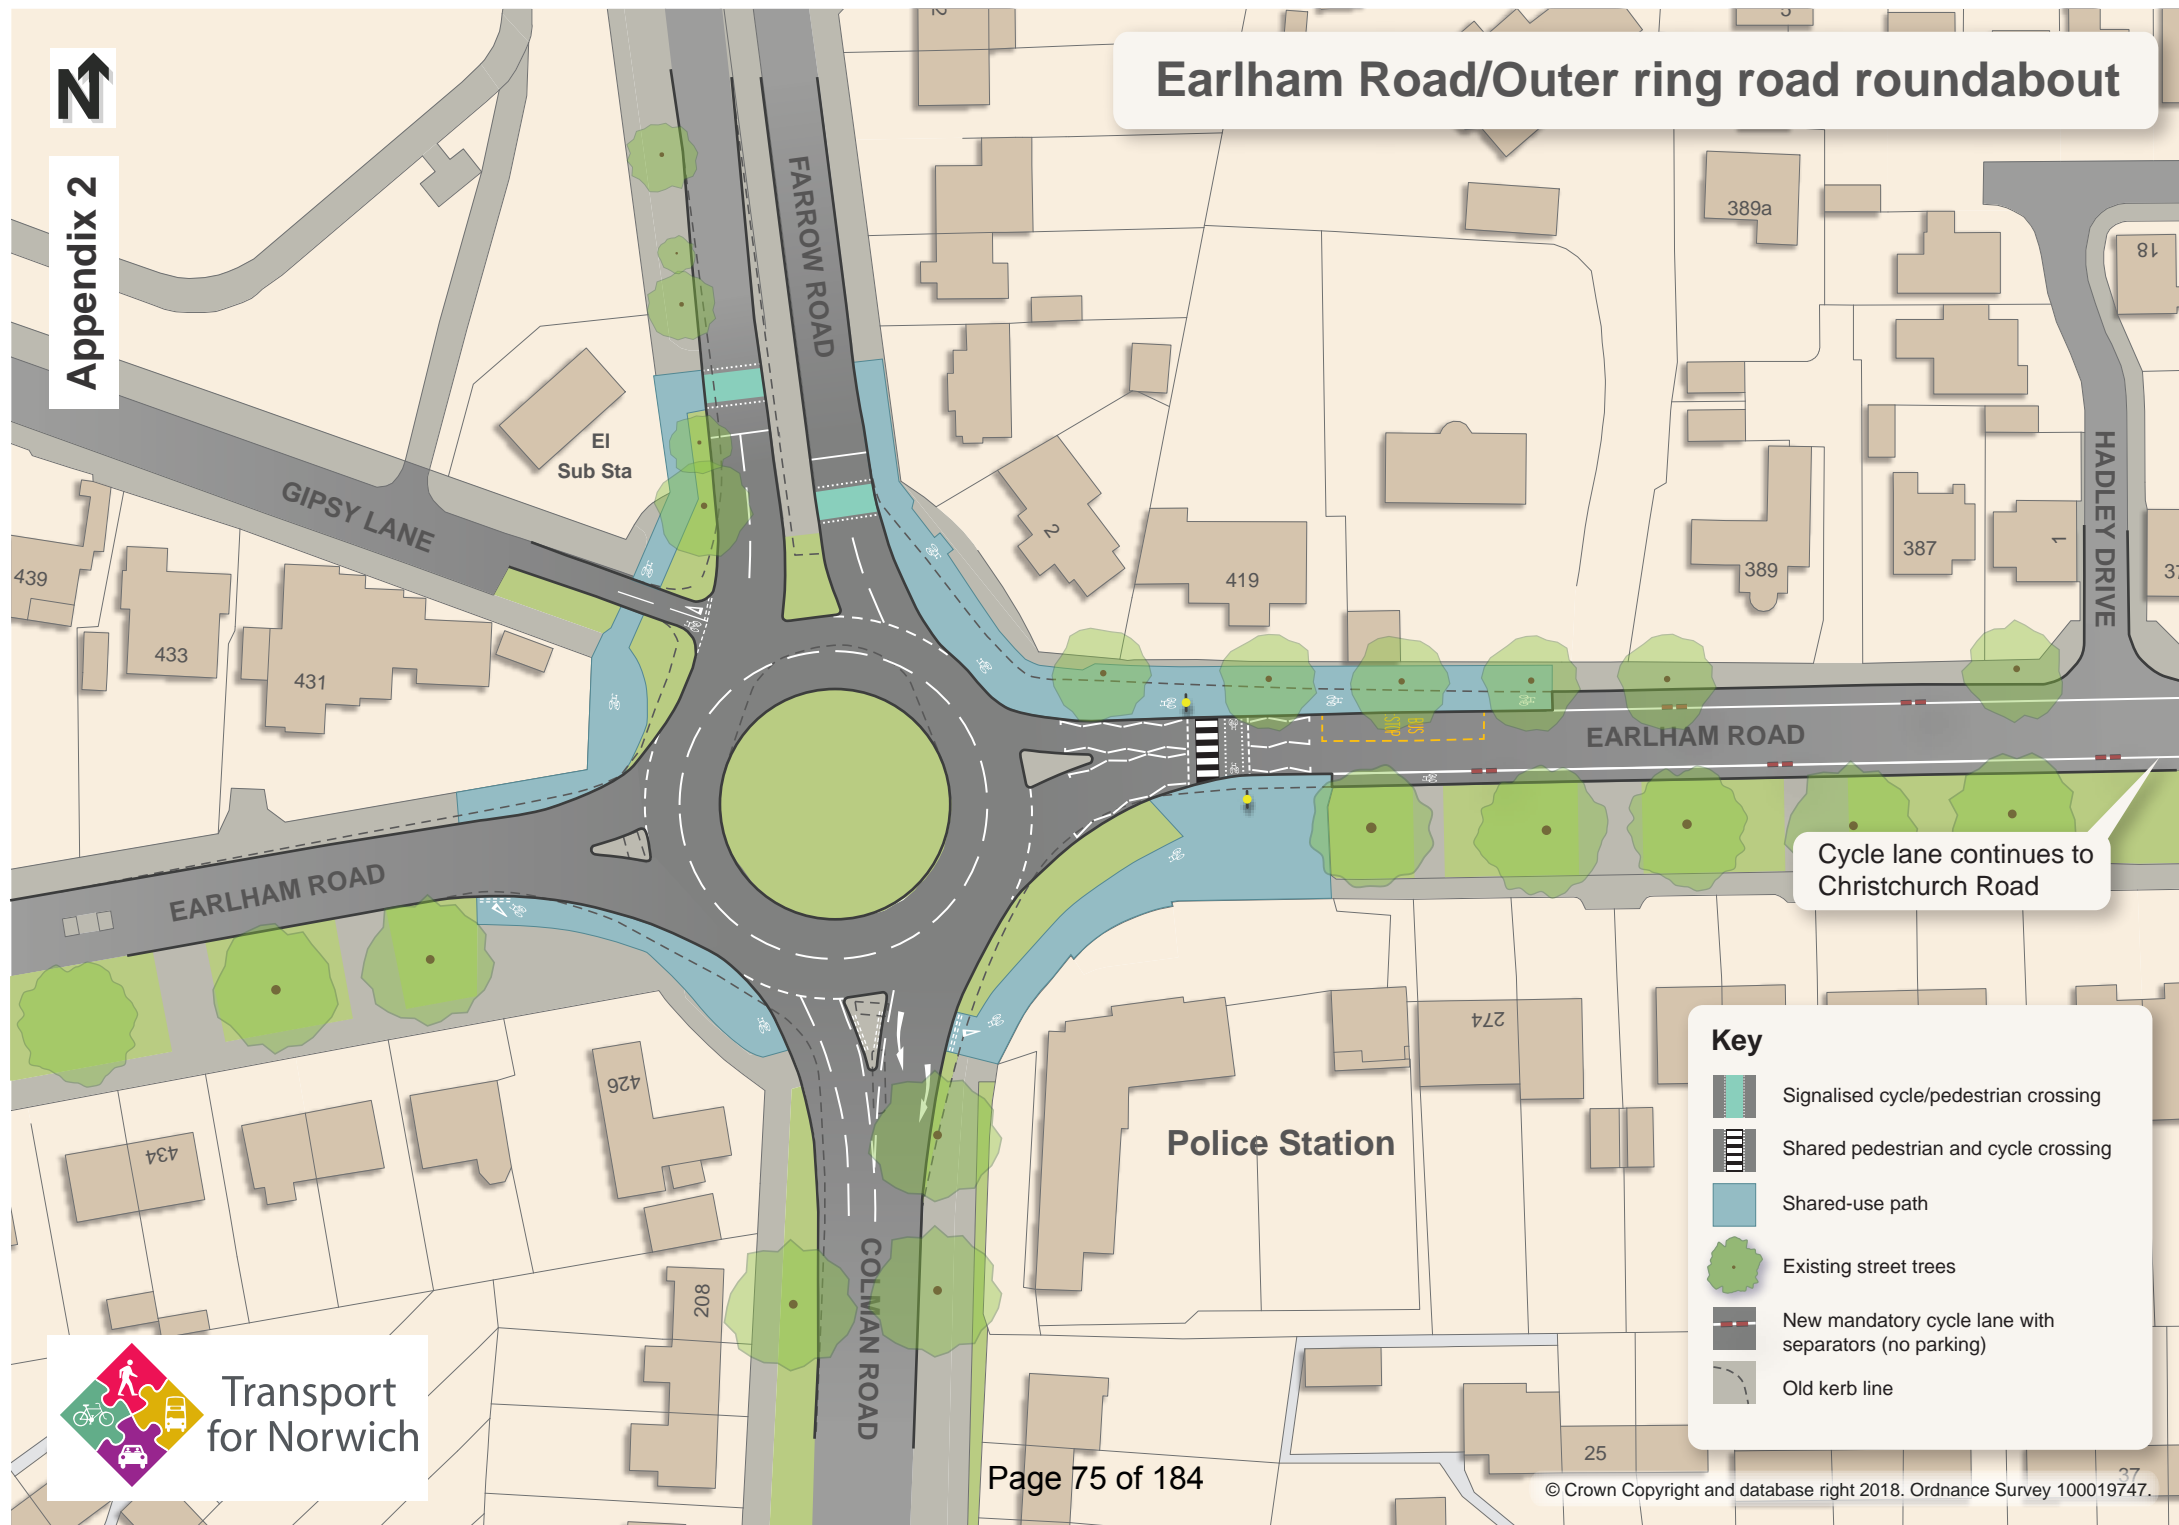 Earlham Road/Outer ring road roundabout
N
Appendix 2
FARROW ROAD
5
389a
18
El
Sub Sta
GIPSY LANE
HADLEY DRIVE
439
433
431
2
419
389
387
1
EARLHAM ROAD
BUS
STOP
EARLHAM ROAD
Cycle lane continues to
Christchurch Road
426
434
208
274
Police Station
COLMAN ROAD
Key
Signalised cycle/pedestrian crossing
Shared pedestrian and cycle crossing
Shared-use path
Existing street trees
New mandatory cycle lane with
separators (no parking)
Old kerb line
Transport
for Norwich
25
37
Page 75 of 184
© Crown Copyright and database right 2018. Ordnance Survey 100019747.